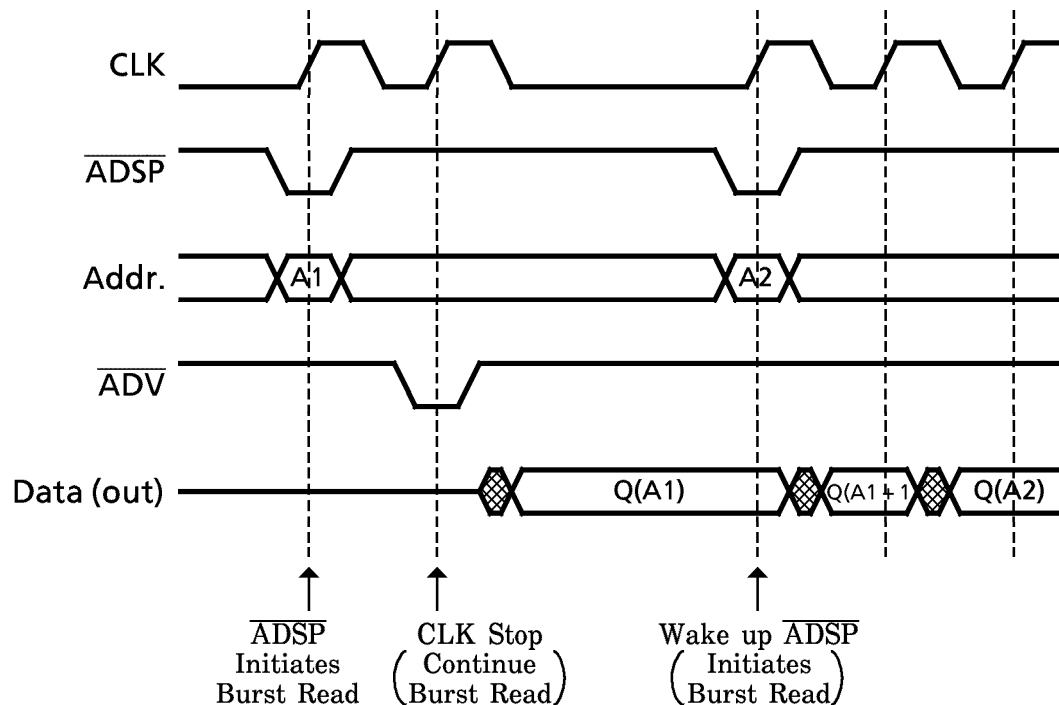 CLK
ADSP
Addr. A1 A2
ADV
Data (out) Q(A1) Q(A1 + 1 Q(A2)
ADSP
Initiates
Burst Read
CLK Stop
(Continue
Burst Read)
Wake up ADSP
(Initiates
Burst Read)